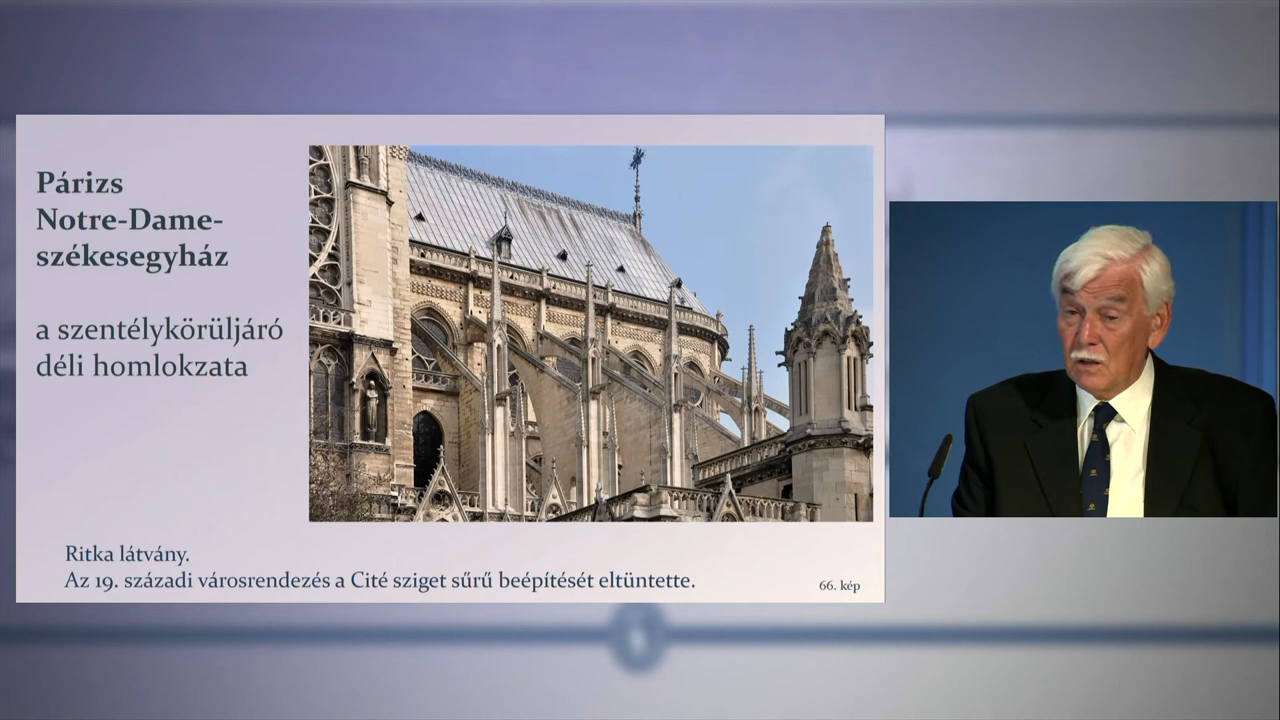 Párizs
Notre-Dame-
székesegyház
a szentélykörüljáró
déli homlokzata
Ritka látvány.
Az 19. századi városrendezés a Cité sziget sűrű beépítését eltüntette.
66. kép